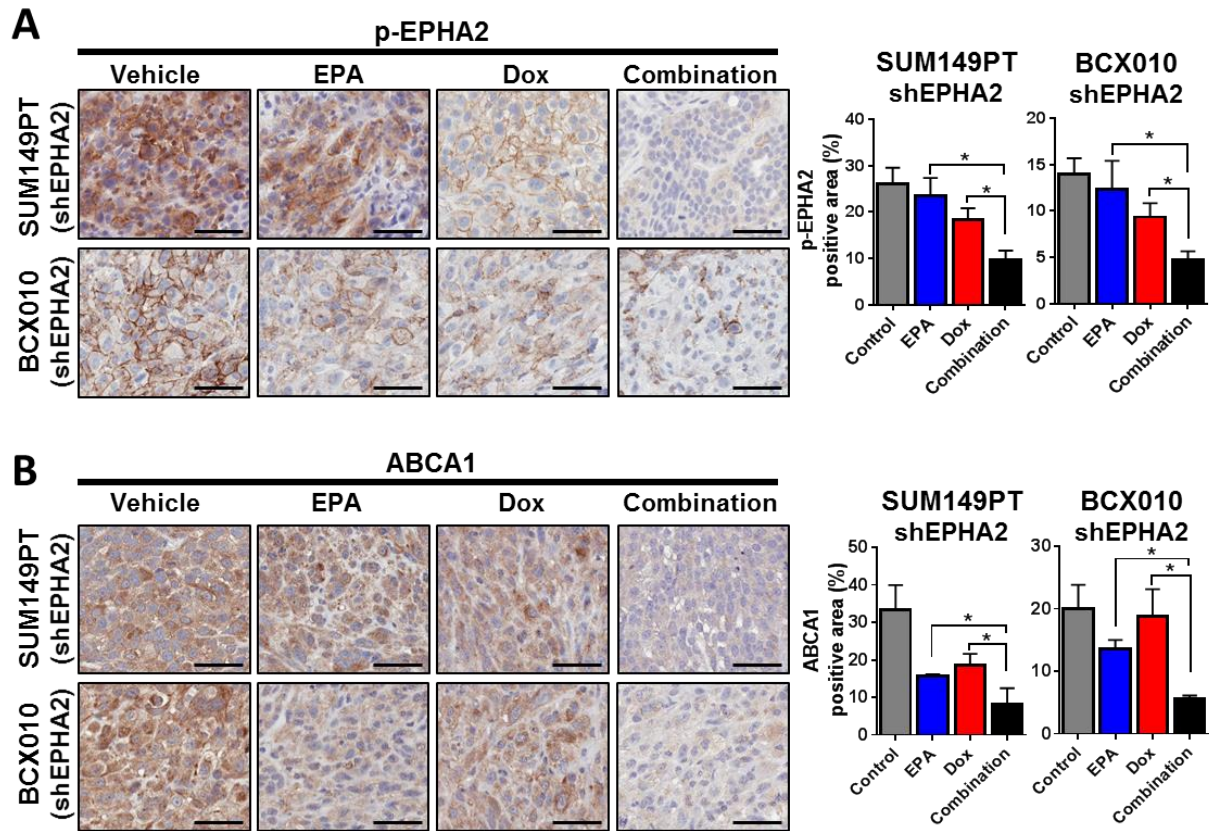 A
p-EPHA2
Vehicle EPA Dox Combination
SUM149PT
(shEPHA2)
BCX010
(shEPHA2)
SUM149PT
shEPHA2
BCX010
shEPHA2
p-EPHA2
positive area (%)
40
30
20
10
0
*
*
Control EPA Dox Combination
20
15
10
5
0
*
*
Control EPA Dox Combination
B
ABCA1
Vehicle EPA Dox Combination
SUM149PT
(shEPHA2)
BCX010
(shEPHA2)
SUM149PT
shEPHA2
BCX010
shEPHA2
ABCA1
positive area (%)
50
40
30
20
10
0
*
*
Control EPA Dox Combination
30
20
10
0
*
*
Control EPA Dox Combination